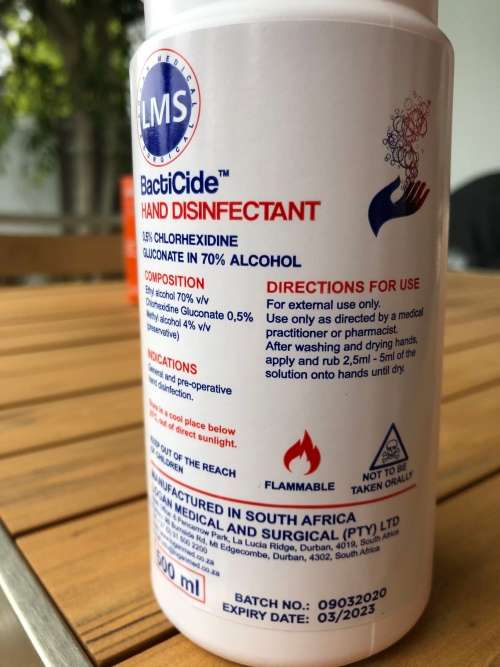 MEDICAL
LMS
SURGICAL
BactiCide™
HAND DISINFECTANT
0,5% CHLORHEXIDINE
GLUCONATE IN 70% ALCOHOL
COMPOSITION
Ethyl alcohol 70% v/v
Chlorhexidine Gluconate 0,5%
Methyl alcohol 4% v/v
(preservative)
INDICATIONS
General and pre-operative
hand disinfection.
in a cool place below
out of direct sunlight.
KEEP OUT OF THE REACH
OF CHILDREN
DIRECTIONS FOR USE
For external use only.
Use only as directed by a medical
practitioner or pharmacist.
After washing and drying hands,
apply and rub 2,5ml - 5ml of the
solution onto hands until dry.
FLAMMABLE
NOT TO BE
TAKEN ORALLY
MANUFACTURED IN SOUTH AFRICA
LOGAN MEDICAL AND SURGICAL (PTY) LTD
Pencarrow Park, La Lucia Ridge, Durban, 4019, South Africa
Burnside Rd, Mt Edgecombe, Durban, 4302, South Africa
500 ml
BATCH NO.: 09032020
EXPIRY DATE: 03/2023